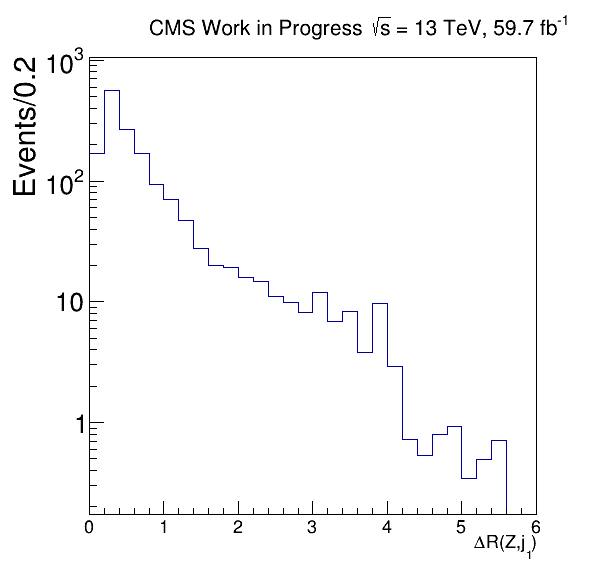 CMS Work in Progress √s = 13 TeV, 59.7 fb⁻¹
Events/0.2
10³
10²
10
1
0 1 2 3 4 5 6
ΔR(Z,j₁)